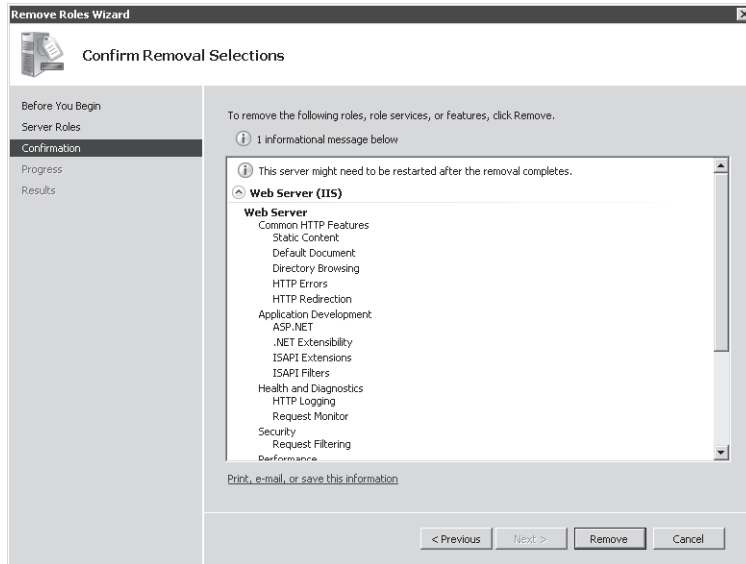 Remove Roles Wizard
Confirm Removal Selections
Before You Begin
Server Roles
Confirmation
Progress
Results
To remove the following roles, role services, or features, click Remove.
1 informational message below
This server might need to be restarted after the removal completes.
Web Server (IIS)
Web Server
Common HTTP Features
Static Content
Default Document
Directory Browsing
HTTP Errors
HTTP Redirection
Application Development
ASP.NET
.NET Extensibility
ISAPI Extensions
ISAPI Filters
Health and Diagnostics
HTTP Logging
Request Monitor
Security
Request Filtering
Performance
Print, e-mail, or save this information
< Previous
Next >
Remove
Cancel